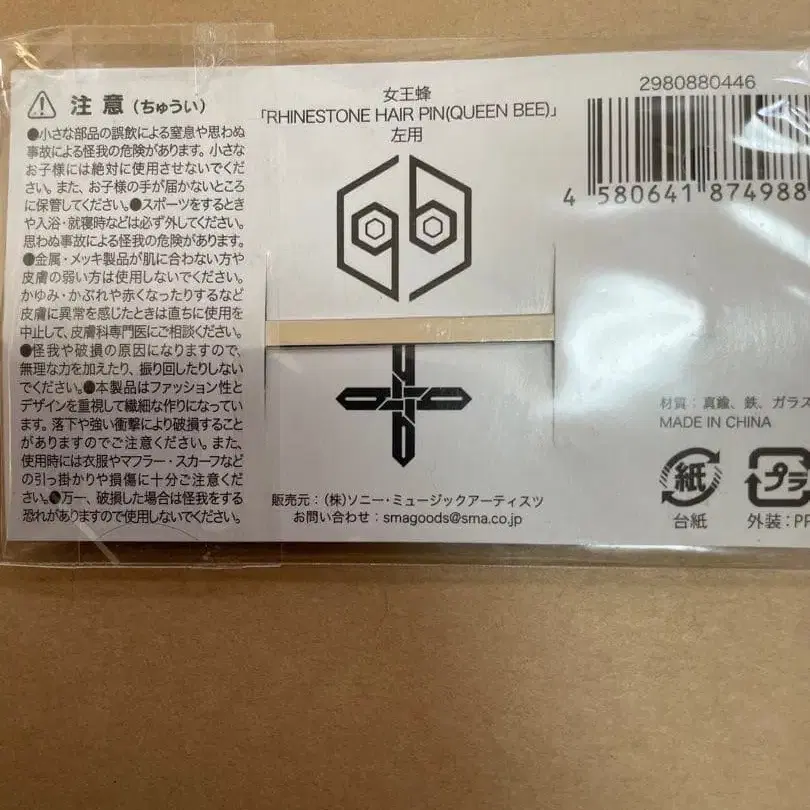 注意(ちゅうい)
●小さな部品の誤飲による窒息や思わぬ
事故による怪我の危険があります。小さな
お子様には絶対に使用させないでくだ
さい。また、お子様の手が届かないところ
に保管してください。●スポーツをするとき
や入浴・就寝時などは必ず外してください。
思わぬ事故による怪我の危険があります。
●金属・メッキ製品が肌に合わない方や
皮膚の弱い方は使用しないでください。
かゆみ・かぶれや赤くなったりするなど
皮膚に異常を感じたときは直ちに使用を
中止して、皮膚科専門医にご相談ください。
●怪我や破損の原因になりますので、
無理な力を加えたり、振り回したりしない
でください。●本製品はファッション性と
デザインを重視して繊細な作りになってい
ます。落下や強い衝撃により破損すること
がありますのでご注意ください。また、
使用時には衣服やマフラー・スカーフなど
の引っ掛かりや損傷に十分ご注意くだ
さい。●万一、破損した場合は怪我をする
恐れがありますので使用しないでください。
女王蜂
「RHINESTONE HAIR PIN(QUEEN BEE)」
左用
qb
販売元:(株)ソニー・ミュージックアーティスツ
お問い合わせ:smagoods@sma.co.jp
2980880446
4 580641 874988
材質:真鍮、鉄、ガラス
MADE IN CHINA
紙
台紙
プラ
外装:PP